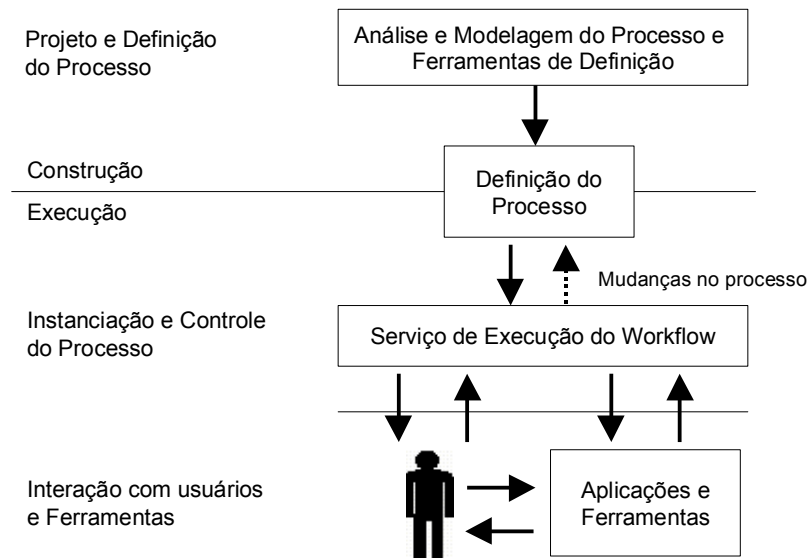 Projeto e Definição
do Processo
Análise e Modelagem do Processo e
Ferramentas de Definição
Construção
Execução
Definição do
Processo
Mudanças no processo
Instanciação e Controle
do Processo
Serviço de Execução do Workflow
Interação com usuários
e Ferramentas
Aplicações e
Ferramentas